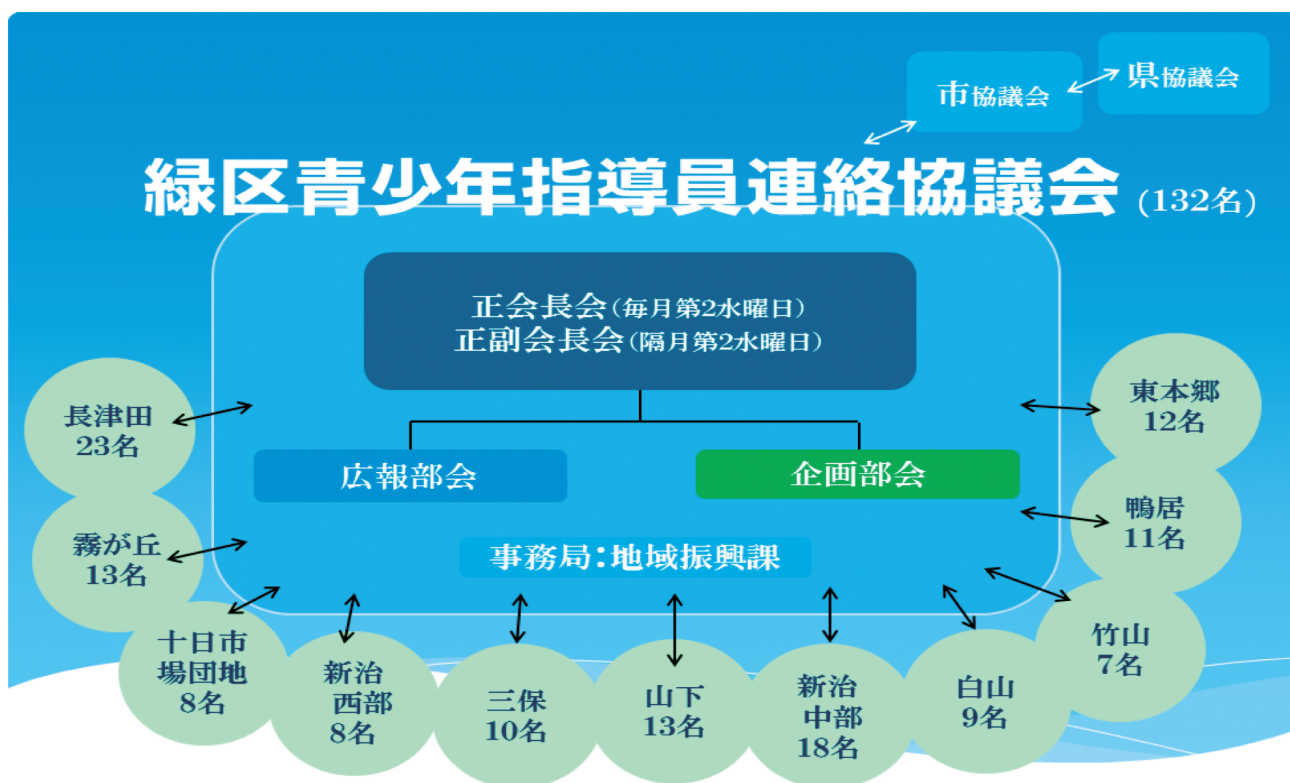 県協議会
市協議会
緑区青少年指導員連絡協議会 (132名)
正会長会(毎月第2水曜日)
正副会長会(隔月第2水曜日)
広報部会
企画部会
事務局:地域振興課
長津田
23名
霧が丘
13名
十日市
場団地
8名
新治
西部
8名
三保
10名
山下
13名
新治
中部
18名
白山
9名
竹山
7名
鴨居
11名
東本郷
12名